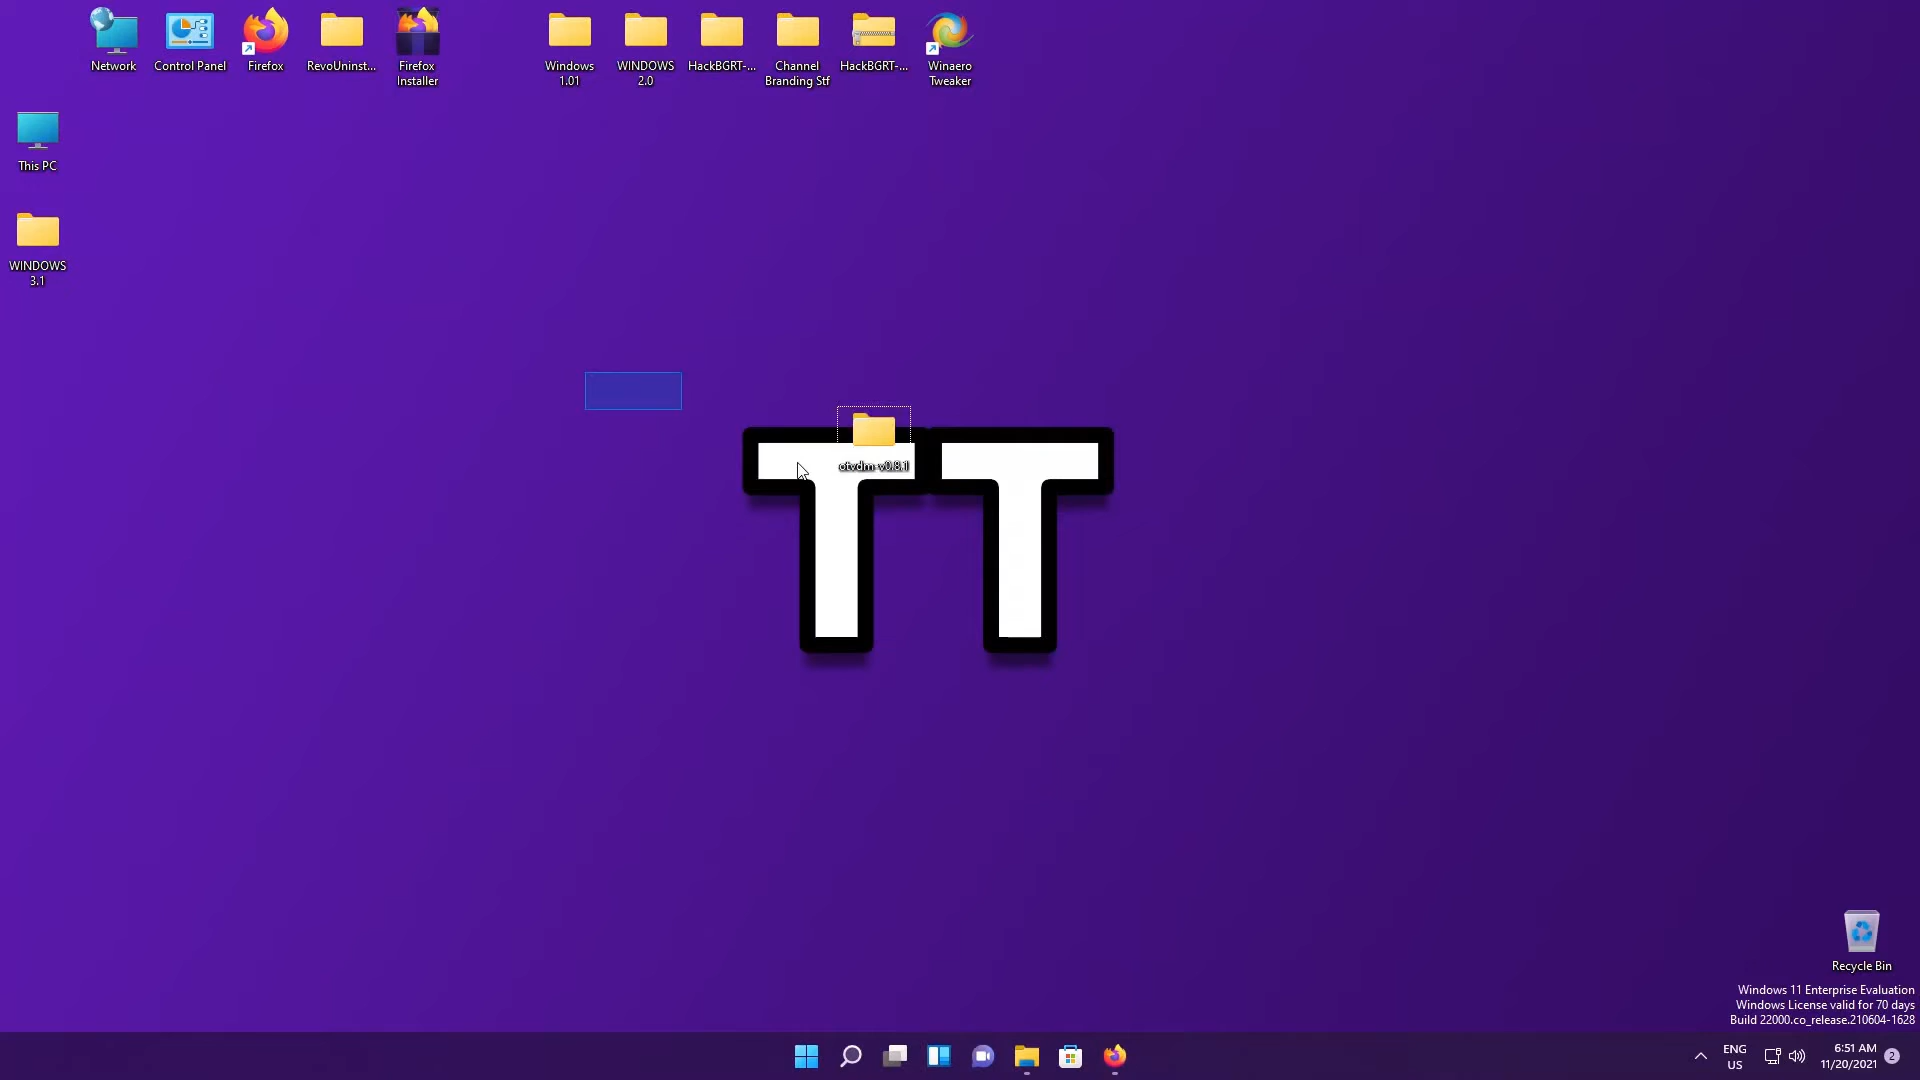 Network
Control Panel
Firefox
RevoUninst...
Firefox
Installer
Windows
1.01
WINDOWS
2.0
HackBGRT-...
Channel
Branding Stf
HackBGRT-...
Winaero
Tweaker
This PC
WINDOWS
3.1
otvdm-v0.8.1
TT
Recycle Bin
Windows 11 Enterprise Evaluation
Windows License valid for 70 days
Build 22000.co_release.210604-1628
ENG
US
6:51 AM
11/20/2021
2